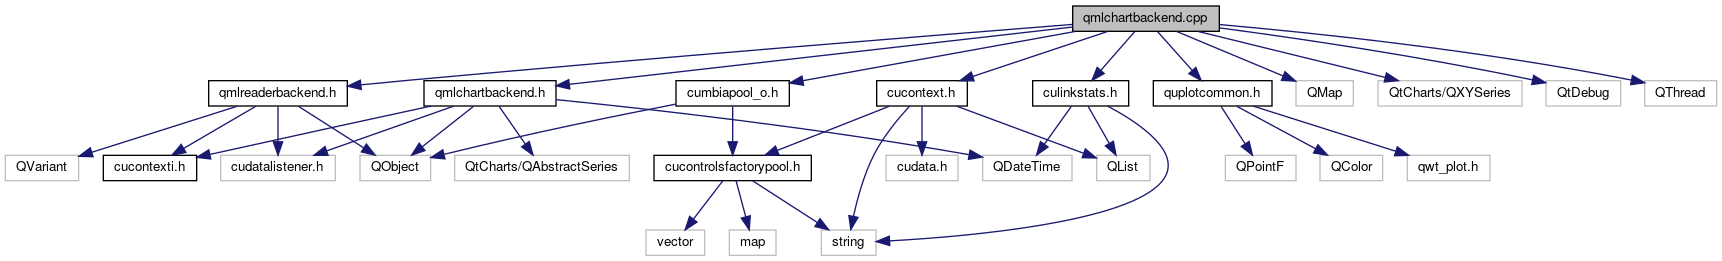 qmlchartbackend.cpp
qmlreaderbackend.h
qmlchartbackend.h
cumbiapool_o.h
cucontext.h
culinkstats.h
quplotcommon.h
QMap
QtCharts/QXYSeries
QtDebug
QThread
QVariant
cucontexti.h
cudatalistener.h
QObject
QtCharts/QAbstractSeries
cucontrolsfactorypool.h
cudata.h
QDateTime
QList
QPointF
QColor
qwt_plot.h
vector
map
string